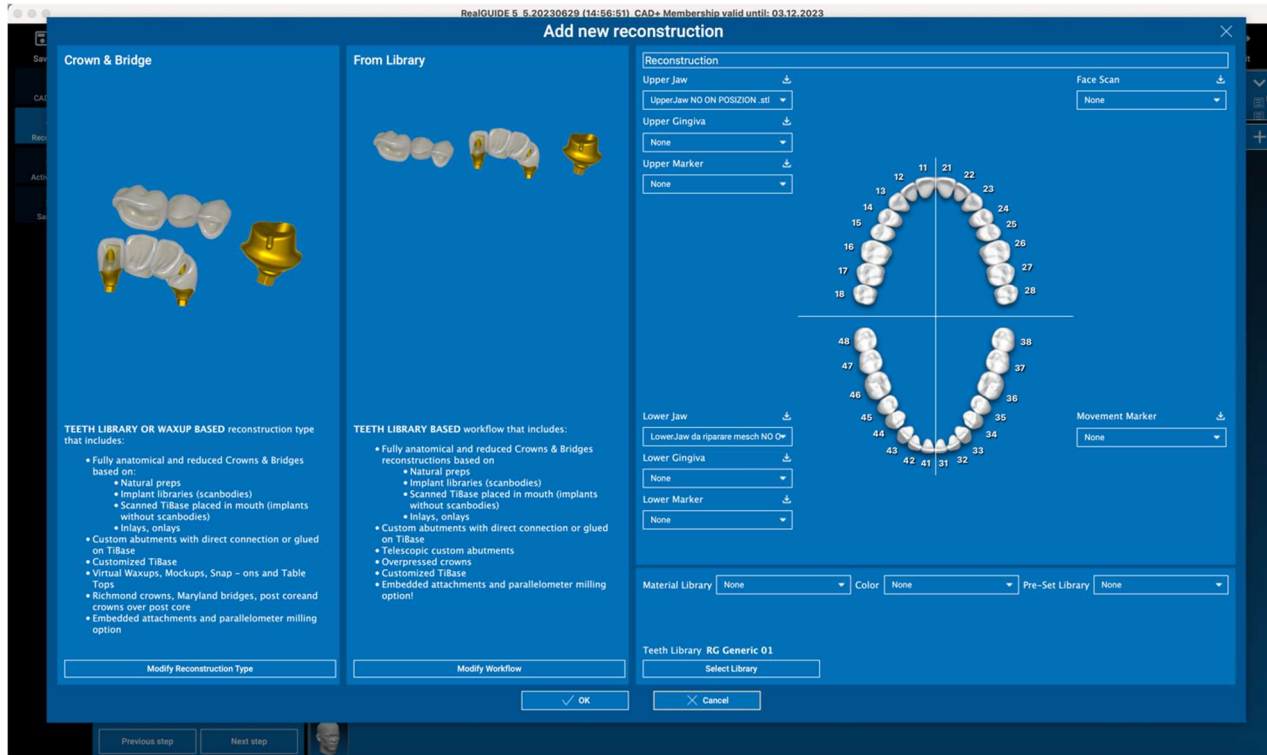 RealGUIDE 5 5.20230629 (14:56:51) CAD+ Membership valid until: 03.12.2023
Add new reconstruction
Crown & Bridge
TEETH LIBRARY OR WAXUP BASED reconstruction type
that includes:
• Fully anatomical and reduced Crowns & Bridges
based on:
• Natural preps
• Implant libraries (scanbodies)
• Scanned TiBase placed in mouth (implants
without scanbodies)
• Inlays, onlays
• Custom abutments with direct connection or glued
on TiBase
• Customized TiBase
• Virtual Waxups, Mockups, Snap – ons and Table
Tops
• Richmond crowns, Maryland bridges, post coreand
crowns over post core
• Embedded attachments and parallelometer milling
option
Modify Reconstruction Type
From Library
TEETH LIBRARY BASED workflow that includes:
• Fully anatomical and reduced Crowns & Bridges
reconstructions based on
• Natural preps
• Implant libraries (scanbodies)
• Scanned TiBase placed in mouth (implants
without scanbodies)
• Inlays, onlays
• Custom abutments with direct connection or glued
on TiBase
• Telescopic custom abutments
• Overpressed crowns
• Customized TiBase
• Embedded attachments and parallelometer milling
option!
Modify Workflow
Reconstruction
Upper Jaw
UpperJaw NO ON POSIZION .stl
Upper Gingiva
None
Upper Marker
None
Face Scan
None
11 21
12 22
13 23
14 24
15 25
16 26
17 27
18 28
48 38
47 37
46 36
45 35
44 34
43 33
42 41 31 32
Lower Jaw
LowerJaw da riparare mesch NO O
Lower Gingiva
None
Lower Marker
None
Movement Marker
None
Material Library None Color None Pre-Set Library None
Teeth Library RG Generic 01
Select Library
OK Cancel
Previous step Next step